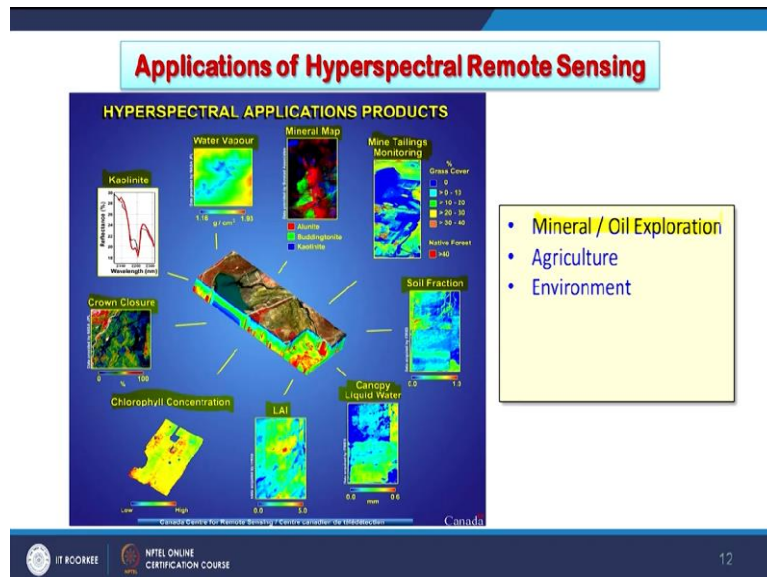 Applications of Hyperspectral Remote Sensing
HYPERSPECTRAL APPLICATIONS PRODUCTS
Water Vapour
1.18 1.93
g / cm²
Mineral Map
Alunite
Buddingtonite
Kaolinite
Mine Tailings
Monitoring
%
Grass Cover
0
> 0 - 10
> 10 - 20
> 20 - 30
> 30 - 40
Native Forest
>40
Kaolinite
Reflectance (%)
Wavelength (nm)
Soil Fraction
0.0 1.0
Crown Closure
0 % 100
Chlorophyll Concentration
Low High
LAI
0.0 5.0
Canopy
Liquid Water
0.0 0.6
mm
Canada Centre for Remote Sensing / Centre canadien de télédétection
Canada
• Mineral / Oil Exploration
• Agriculture
• Environment
IIT ROORKEE
NPTEL ONLINE
CERTIFICATION COURSE
12